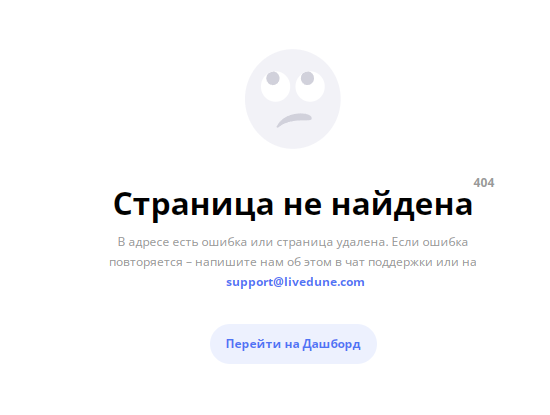 404
Страница не найдена
В адресе есть ошибка или страница удалена. Если ошибка
повторяется – напишите нам об этом в чат поддержки или на
support@livedune.com
Перейти на Дашборд